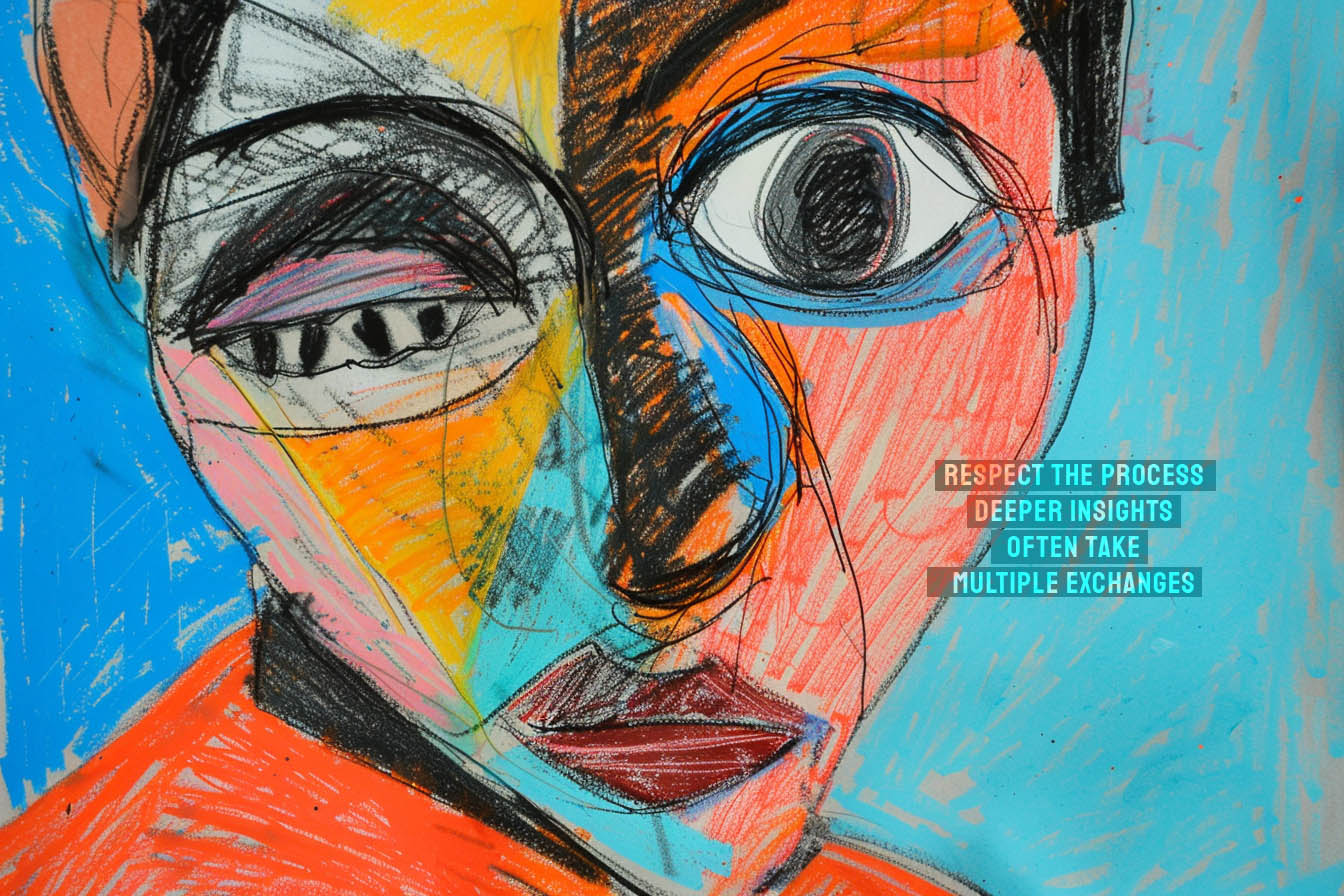 RESPECT THE PROCESS
DEEPER INSIGHTS
OFTEN TAKE
MULTIPLE EXCHANGES